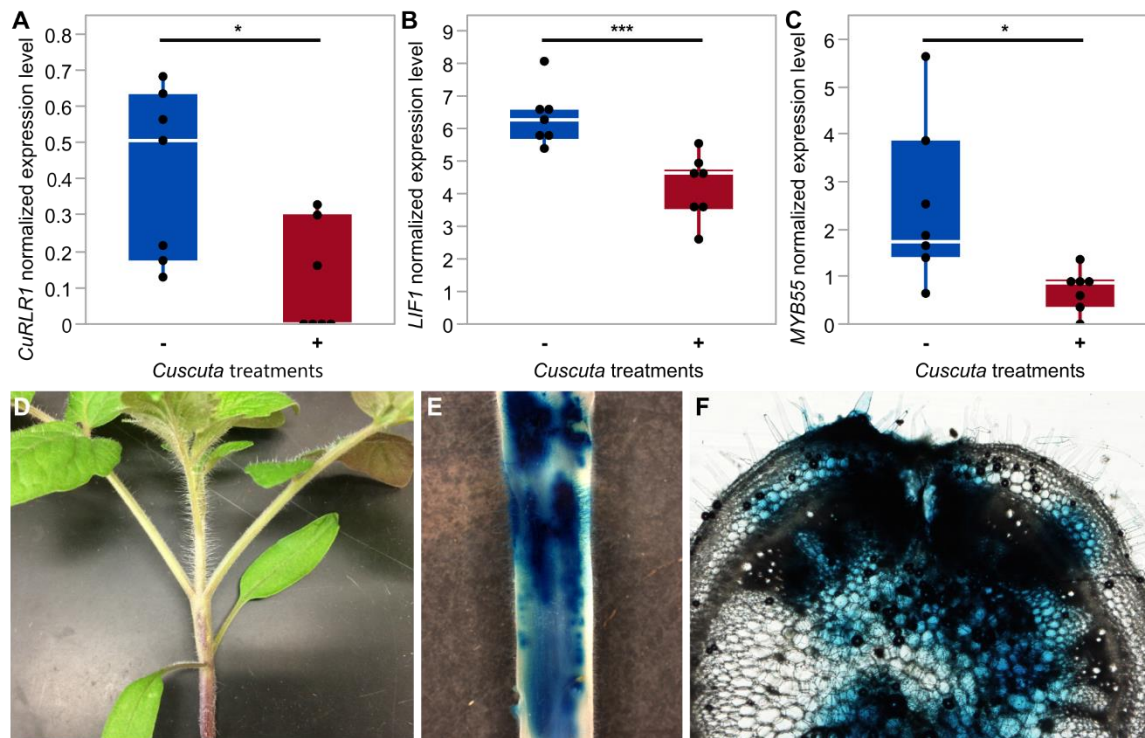 A
*
CuRLR1 normalized expression level
0.8
0.7
0.6
0.5
0.4
0.3
0.2
0.1
0
- +
Cuscuta treatments
B
***
LIF1 normalized expression level
9
8
7
6
5
4
3
2
1
0
- +
Cuscuta treatments
C
*
MYB55 normalized expression level
6
5
4
3
2
1
0
- +
Cuscuta treatments
D
E
F